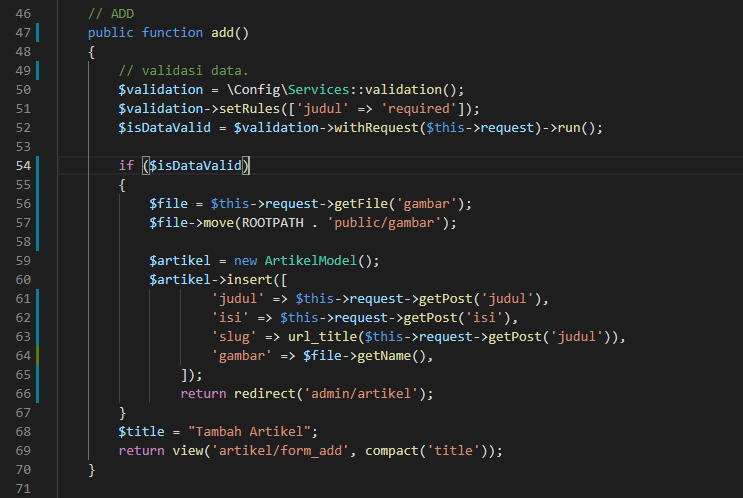 46 // ADD
47 public function add()
48 {
49 // validasi data.
50 $validation = \Config\Services::validation();
51 $validation->setRules(['judul' => 'required']);
52 $isDataValid = $validation->withRequest($this->request)->run();
53
54 if ($isDataValid)
55 {
56 $file = $this->request->getFile('gambar');
57 $file->move(ROOTPATH . 'public/gambar');
58
59 $artikel = new ArtikelModel();
60 $artikel->insert([
61 'judul' => $this->request->getPost('judul'),
62 'isi' => $this->request->getPost('isi'),
63 'slug' => url_title($this->request->getPost('judul')),
64 'gambar' => $file->getName(),
65 ]);
66 return redirect('admin/artikel');
67 }
68 $title = "Tambah Artikel";
69 return view('artikel/form_add', compact('title'));
70 }
71